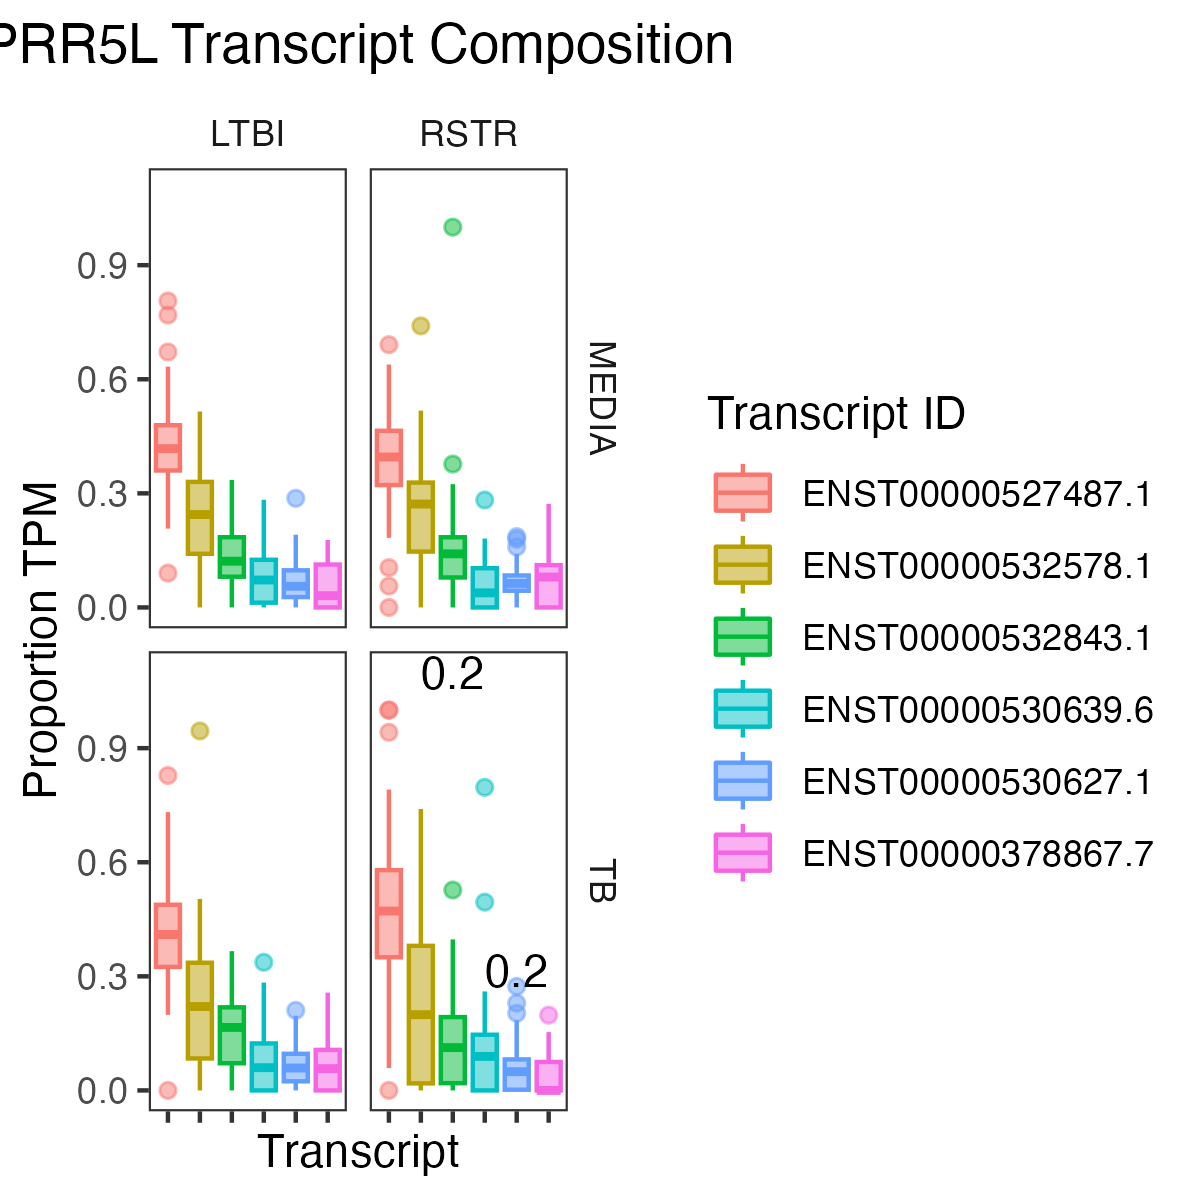 PRR5L Transcript Composition
LTBI
RSTR
MEDIA
TB
Proportion TPM
0.9
0.6
0.3
0.0
0.9
0.6
0.3
0.0
0.2
0.2
Transcript
Transcript ID
ENST00000527487.1
ENST00000532578.1
ENST00000532843.1
ENST00000530639.6
ENST00000530627.1
ENST00000378867.7